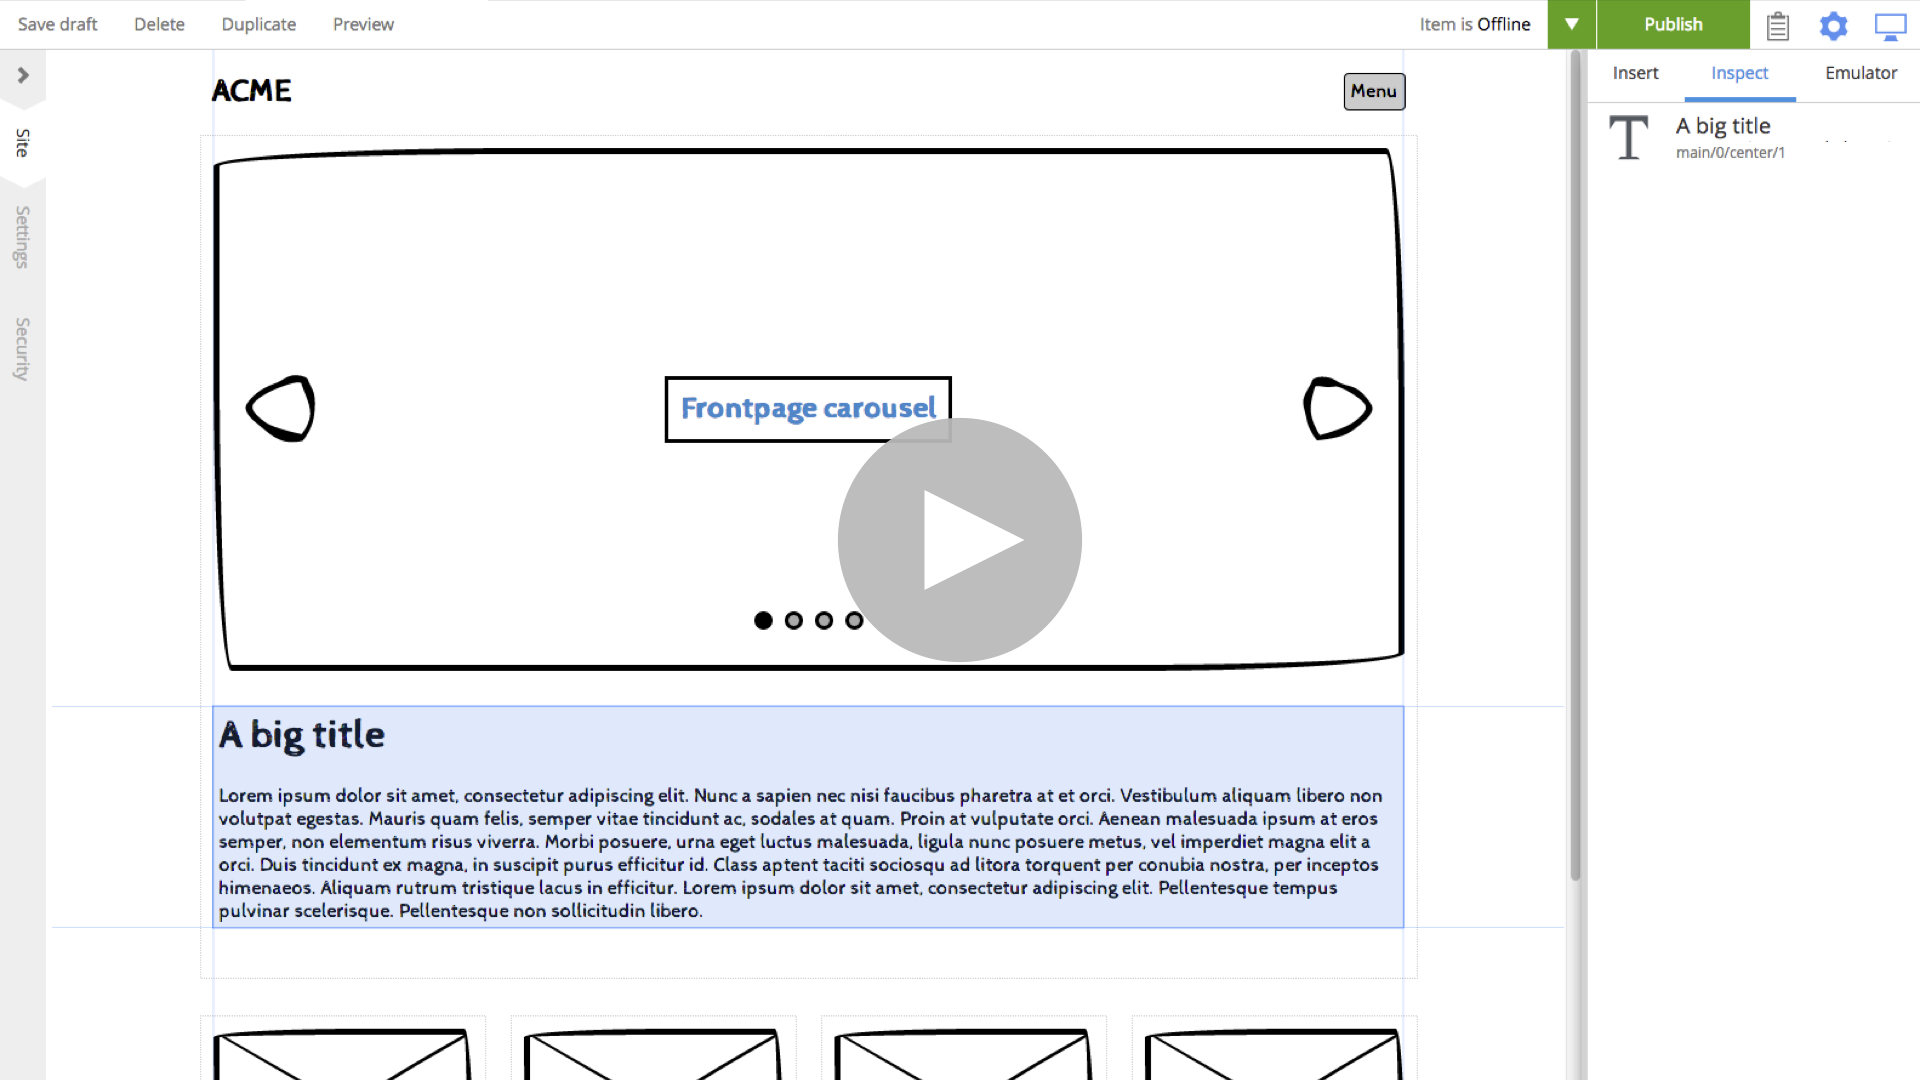 Save draft Delete Duplicate Preview Item is Offline Publish
Insert Inspect Emulator
A big title
main/0/center/1
Site
Settings
Security
ACME
Menu
Frontpage carousel
A big title
Lorem ipsum dolor sit amet, consectetur adipiscing elit. Nunc a sapien nec nisi faucibus pharetra at et orci. Vestibulum aliquam libero non
volutpat egestas. Mauris quam felis, semper vitae tincidunt ac, sodales at quam. Proin at vulputate orci. Aenean malesuada ipsum at eros
semper, non elementum risus viverra. Morbi posuere, urna eget luctus malesuada, ligula nunc posuere metus, vel imperdiet magna elit a
orci. Duis tincidunt ex magna, in suscipit purus efficitur id. Class aptent taciti sociosqu ad litora torquent per conubia nostra, per inceptos
himenaeos. Aliquam rutrum tristique lacus in efficitur. Lorem ipsum dolor sit amet, consectetur adipiscing elit. Pellentesque tempus
pulvinar scelerisque. Pellentesque non sollicitudin libero.